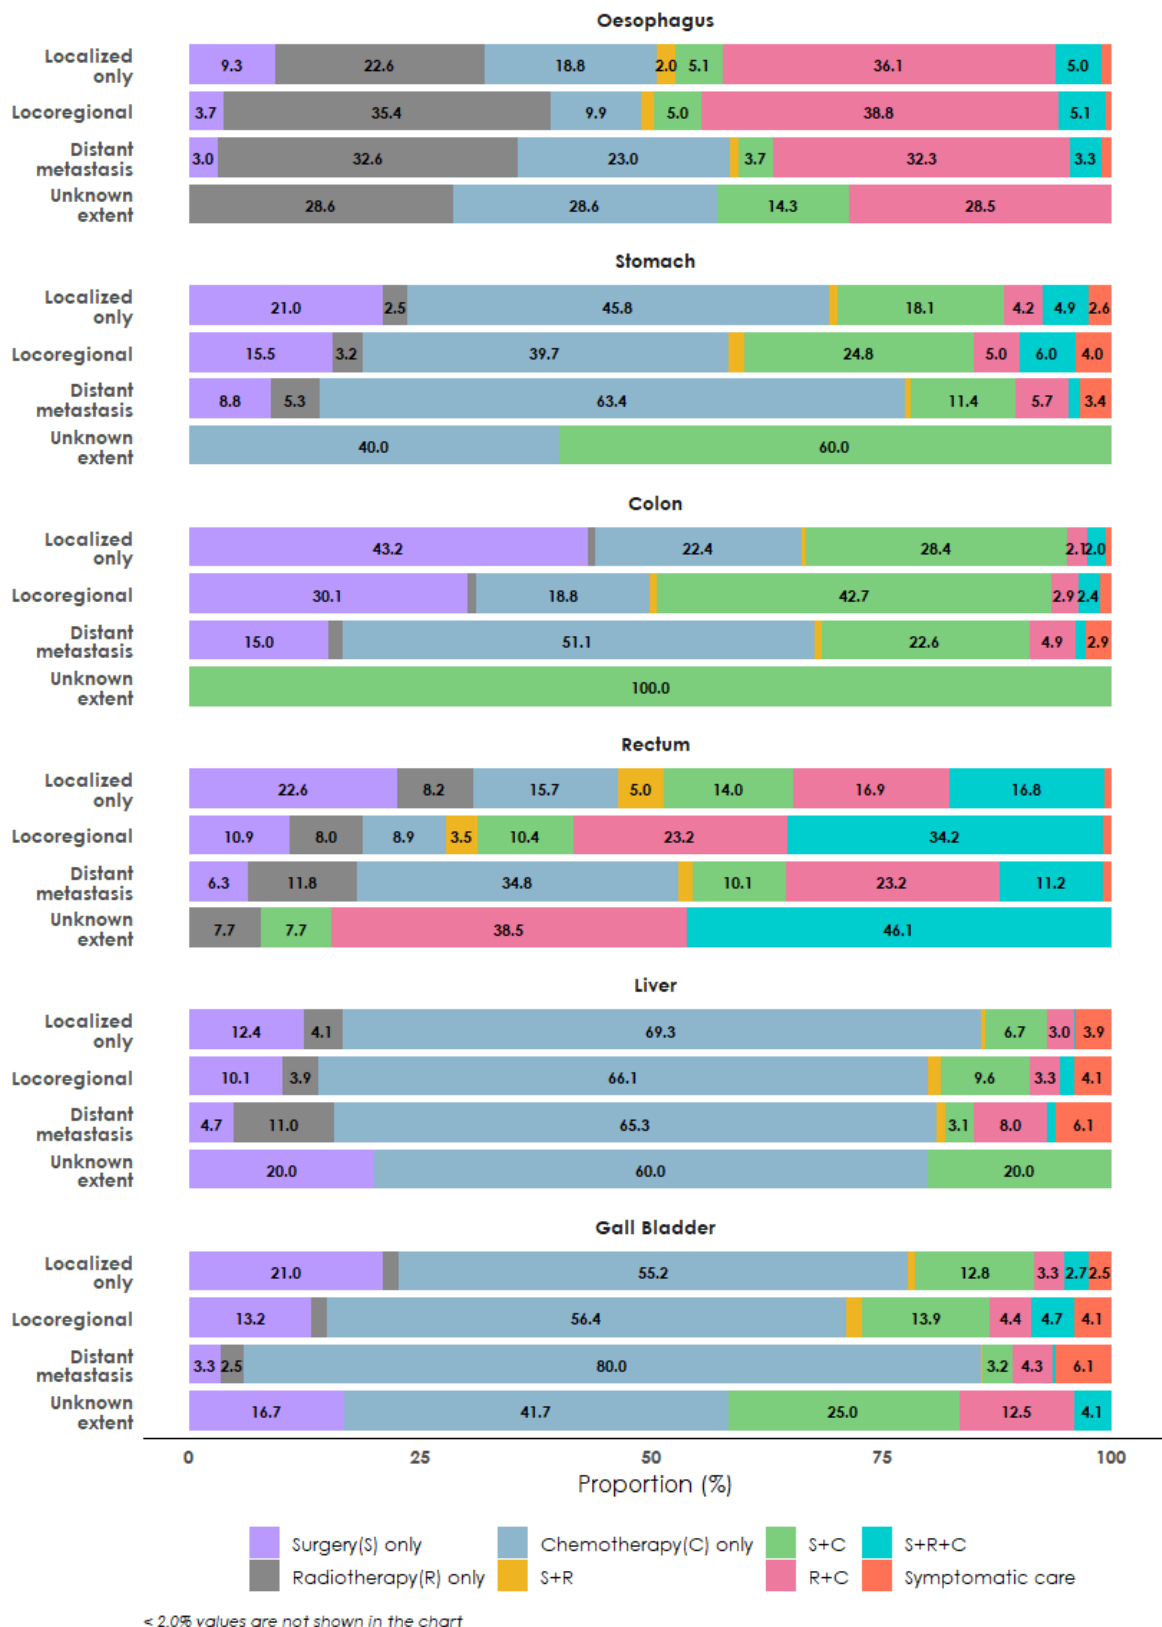 Oesophagus
Localized
only
9.3 22.6 18.8 2.0 5.1 36.1 5.0
Locoregional 3.7 35.4 9.9 5.0 38.8 5.1
Distant
metastasis
3.0 32.6 23.0 3.7 32.3 3.3
Unknown
extent
28.6 28.6 14.3 28.5
Stomach
Localized
only
21.0 2.5 45.8 18.1 4.2 4.9 2.6
Locoregional 15.5 3.2 39.7 24.8 5.0 6.0 4.0
Distant
metastasis
8.8 5.3 63.4 11.4 5.7 3.4
Unknown
extent
40.0 60.0
Colon
Localized
only
43.2 22.4 28.4 2.1 2.0
Locoregional 30.1 18.8 42.7 2.9 2.4
Distant
metastasis
15.0 51.1 22.6 4.9 2.9
Unknown
extent
100.0
Rectum
Localized
only
22.6 8.2 15.7 5.0 14.0 16.9 16.8
Locoregional 10.9 8.0 8.9 3.5 10.4 23.2 34.2
Distant
metastasis
6.3 11.8 34.8 10.1 23.2 11.2
Unknown
extent
7.7 7.7 38.5 46.1
Liver
Localized
only
12.4 4.1 69.3 6.7 3.0 3.9
Locoregional 10.1 3.9 66.1 9.6 3.3 4.1
Distant
metastasis
4.7 11.0 65.3 3.1 8.0 6.1
Unknown
extent
20.0 60.0 20.0
Gall Bladder
Localized
only
21.0 55.2 12.8 3.3 2.7 2.5
Locoregional 13.2 56.4 13.9 4.4 4.7 4.1
Distant
metastasis
3.3 2.5 80.0 3.2 4.3 6.1
Unknown
extent
16.7 41.7 25.0 12.5 4.1
0 25 50 75 100
Proportion (%)
Surgery(S) only Chemotherapy(C) only S+C S+R+C
Radiotherapy(R) only S+R R+C Symptomatic care
< 2.0% values are not shown in the chart